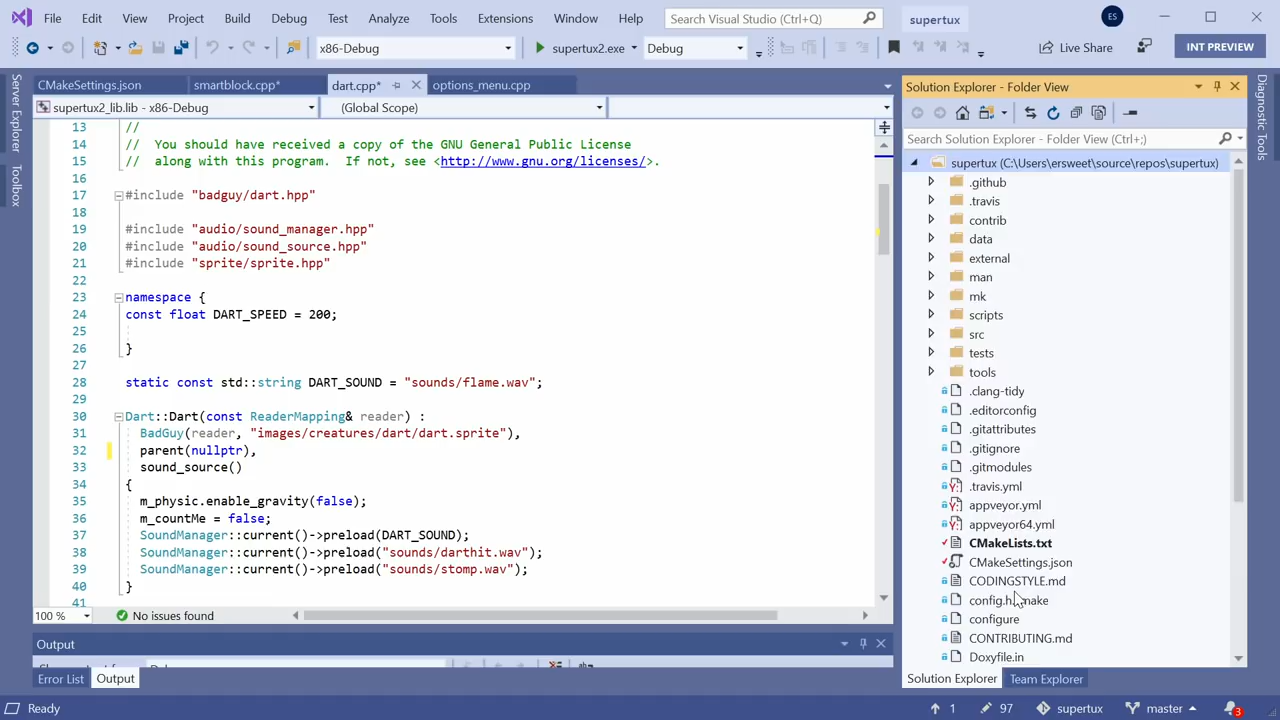 File Edit View Project Build Debug Test Analyze Tools Extensions Window Help Search Visual Studio (Ctrl+Q) supertux ES
x86-Debug supertux2.exe Debug Live Share INT PREVIEW
Server Explorer
Toolbox
CMakeSettings.json smartblock.cpp* dart.cpp* options_menu.cpp
supertux2_lib.lib - x86-Debug (Global Scope)
13 //
14 // You should have received a copy of the GNU General Public License
15 // along with this program. If not, see <http://www.gnu.org/licenses/>.
16
17 #include "badguy/dart.hpp"
18
19 #include "audio/sound_manager.hpp"
20 #include "audio/sound_source.hpp"
21 #include "sprite/sprite.hpp"
22
23 namespace {
24 const float DART_SPEED = 200;
25
26 }
27
28 static const std::string DART_SOUND = "sounds/flame.wav";
29
30 Dart::Dart(const ReaderMapping& reader) :
31 BadGuy(reader, "images/creatures/dart/dart.sprite"),
32 parent(nullptr),
33 sound_source()
34 {
35 m_physic.enable_gravity(false);
36 m_countMe = false;
37 SoundManager::current()->preload(DART_SOUND);
38 SoundManager::current()->preload("sounds/darthit.wav");
39 SoundManager::current()->preload("sounds/stomp.wav");
40 }
41
100 % No issues found
Output
Error List Output
Solution Explorer - Folder View
Search Solution Explorer - Folder View (Ctrl+;)
supertux (C:\Users\ersweet\source\repos\supertux)
.github
.travis
contrib
data
external
man
mk
scripts
src
tests
tools
.clang-tidy
.editorconfig
.gitattributes
.gitignore
.gitmodules
.travis.yml
appveyor.yml
appveyor64.yml
CMakeLists.txt
CMakeSettings.json
CODINGSTYLE.md
configure
CONTRIBUTING.md
Doxyfile.in
Solution Explorer Team Explorer
Diagnostic Tools
Ready 1 97 supertux master 3